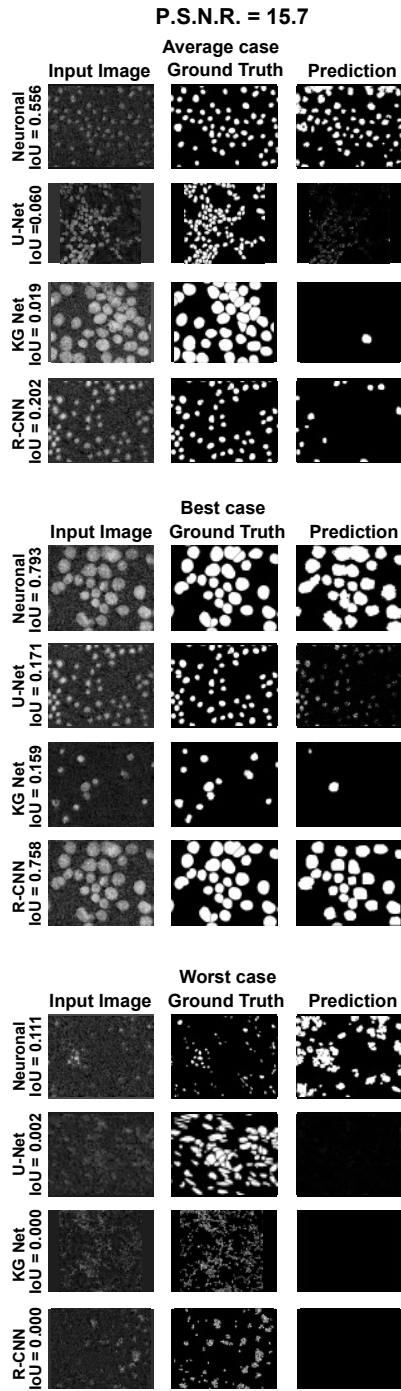 P.S.N.R. = 15.7
Average case
Input Image Ground Truth Prediction
Neuronal
IoU = 0.556
U-Net
IoU =0.060
KG Net
IoU = 0.019
R-CNN
IoU = 0.202
Best case
Input Image Ground Truth Prediction
Neuronal
IoU = 0.793
U-Net
IoU = 0.171
KG Net
IoU = 0.159
R-CNN
IoU = 0.758
Worst case
Input Image Ground Truth Prediction
Neuronal
IoU = 0.111
U-Net
IoU = 0.002
KG Net
IoU = 0.000
R-CNN
IoU = 0.000